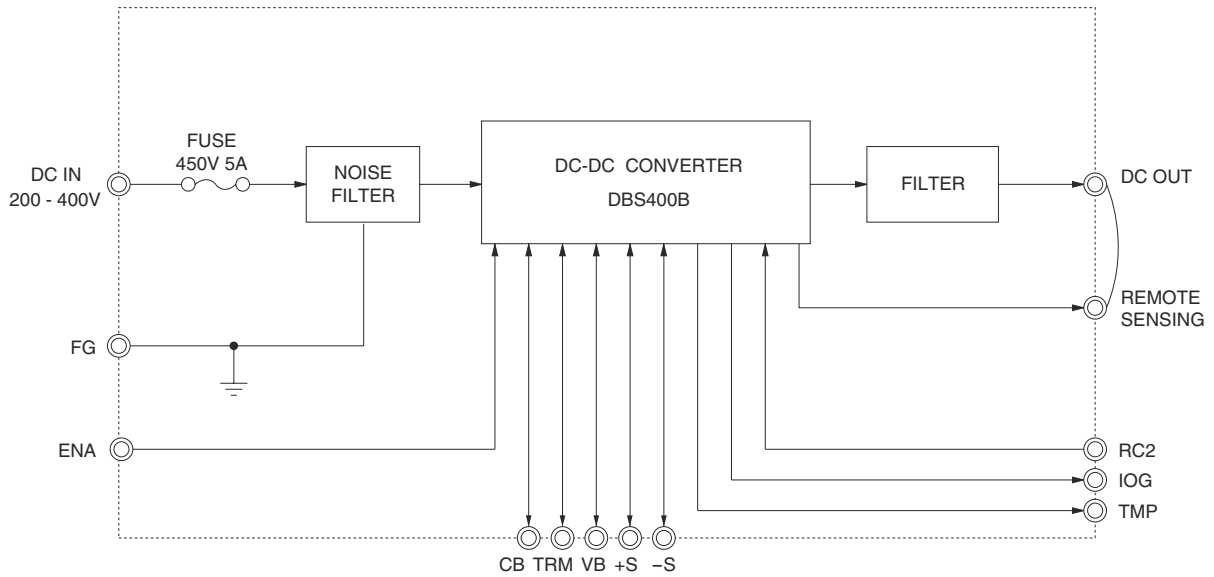 FUSE
450V 5A
DC IN
200 - 400V
NOISE
FILTER
DC-DC CONVERTER
DBS400B
FILTER
DC OUT
REMOTE
SENSING
FG
ENA
RC2
IOG
TMP
CB TRM VB +S −S